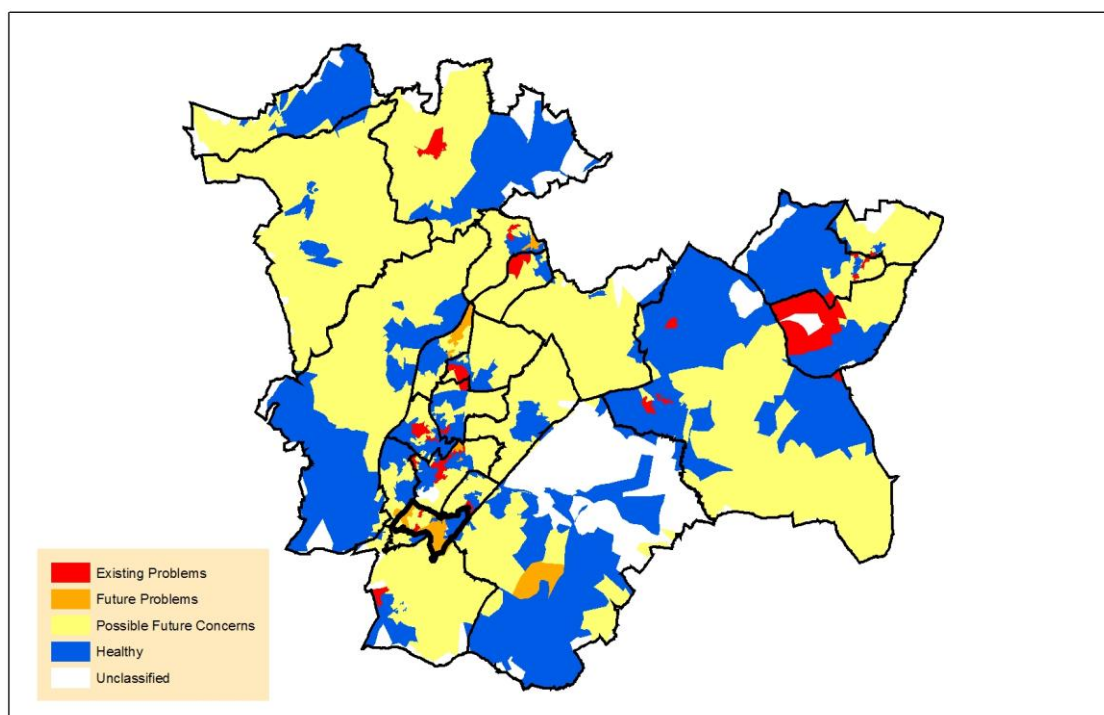 Existing Problems
Future Problems
Possible Future Concerns
Healthy
Unclassified